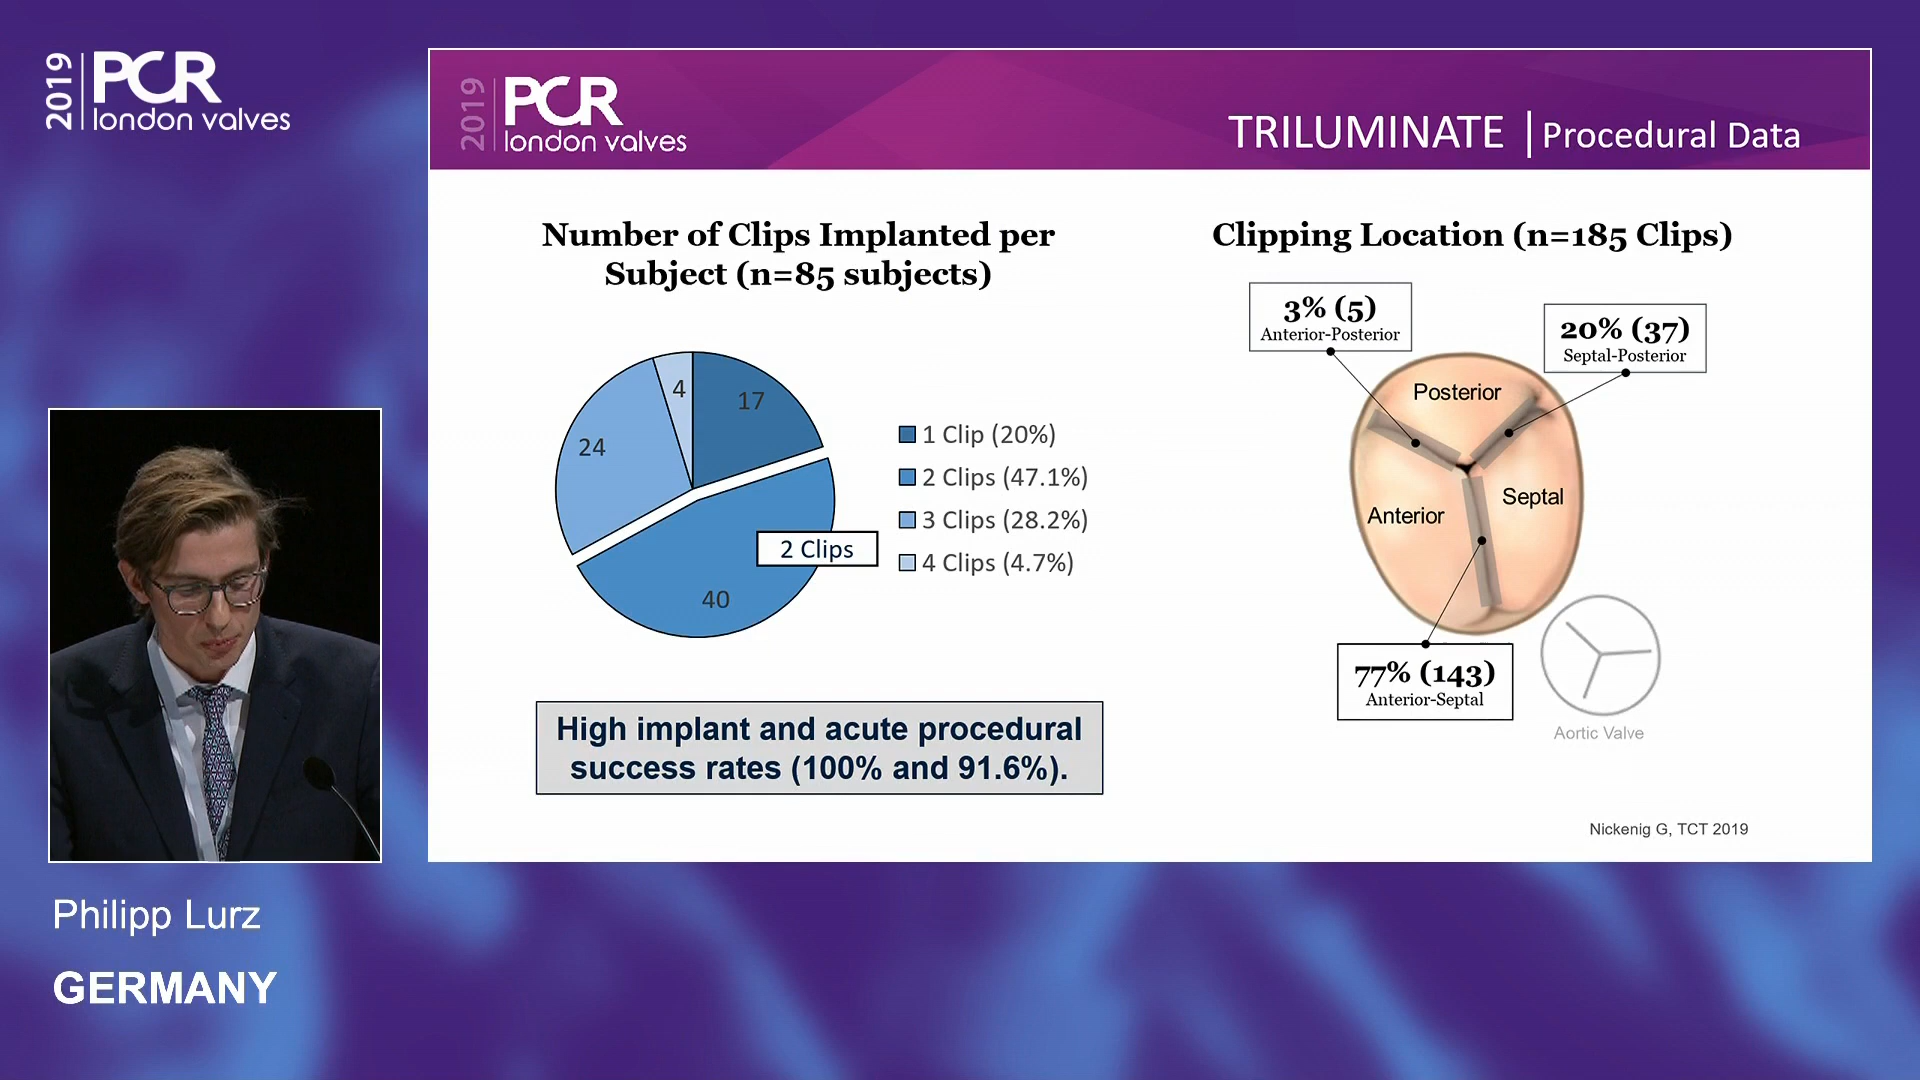 2019
PCR
london valves
2019
PCR
london valves
TRILUMINATE | Procedural Data
Number of Clips Implanted per
Subject (n=85 subjects)
4
17
24
40
2 Clips
1 Clip (20%)
2 Clips (47.1%)
3 Clips (28.2%)
4 Clips (4.7%)
High implant and acute procedural
success rates (100% and 91.6%).
Clipping Location (n=185 Clips)
3% (5)
Anterior-Posterior
20% (37)
Septal-Posterior
Posterior
Septal
Anterior
77% (143)
Anterior-Septal
Aortic Valve
Nickenig G, TCT 2019
Philipp Lurz
GERMANY